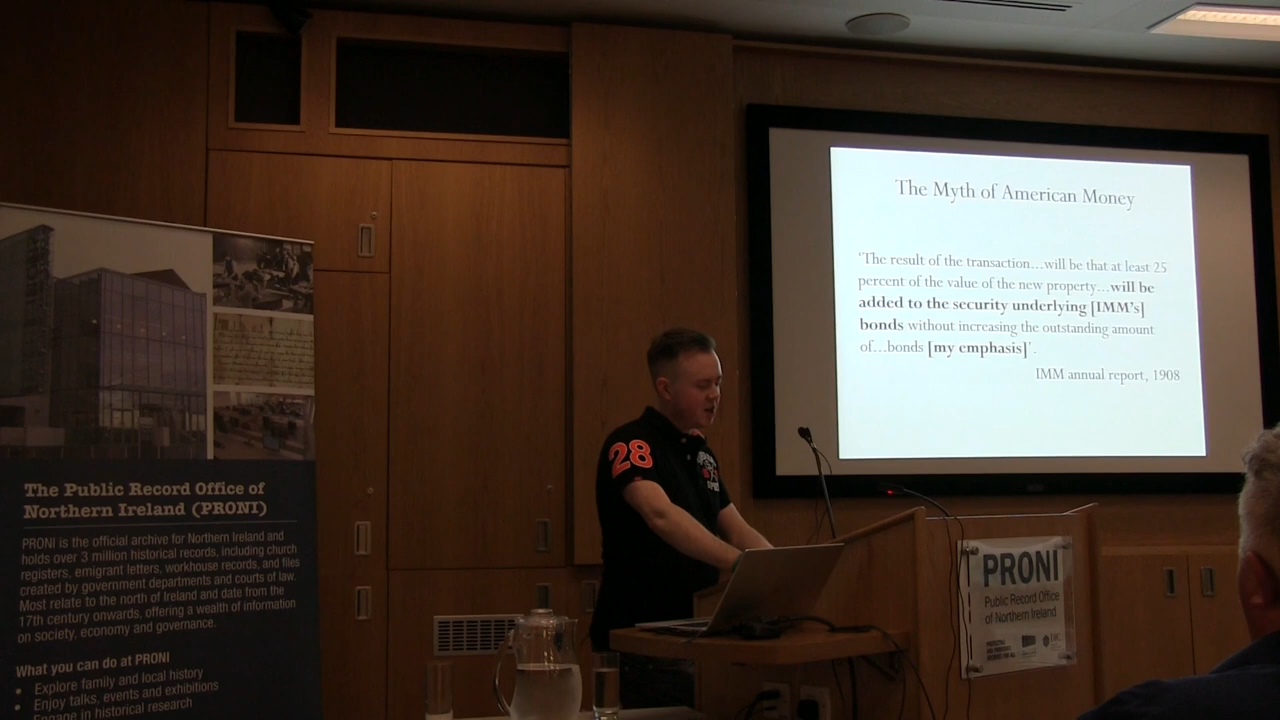 The Myth of American Money
'The result of the transaction...will be that at least 25
percent of the value of the new property...will be
added to the security underlying [IMM's]
bonds without increasing the outstanding amount
of...bonds [my emphasis]'.
IMM annual report, 1908
28
The Public Record Office of
Northern Ireland (PRONI)
PRONI is the official archive for Northern Ireland and
holds over 3 million historical records, including church
registers, emigrant letters, workhouse records, and files
created by government departments and courts of law.
Most relate to the north of Ireland and date from the
17th century onwards, offering a wealth of information
on society, economy and governance.
What you can do at PRONI
• Explore family and local history
• Enjoy talks, events and exhibitions
• Engage in historical research
PRONI
Public Record Office
of Northern Ireland